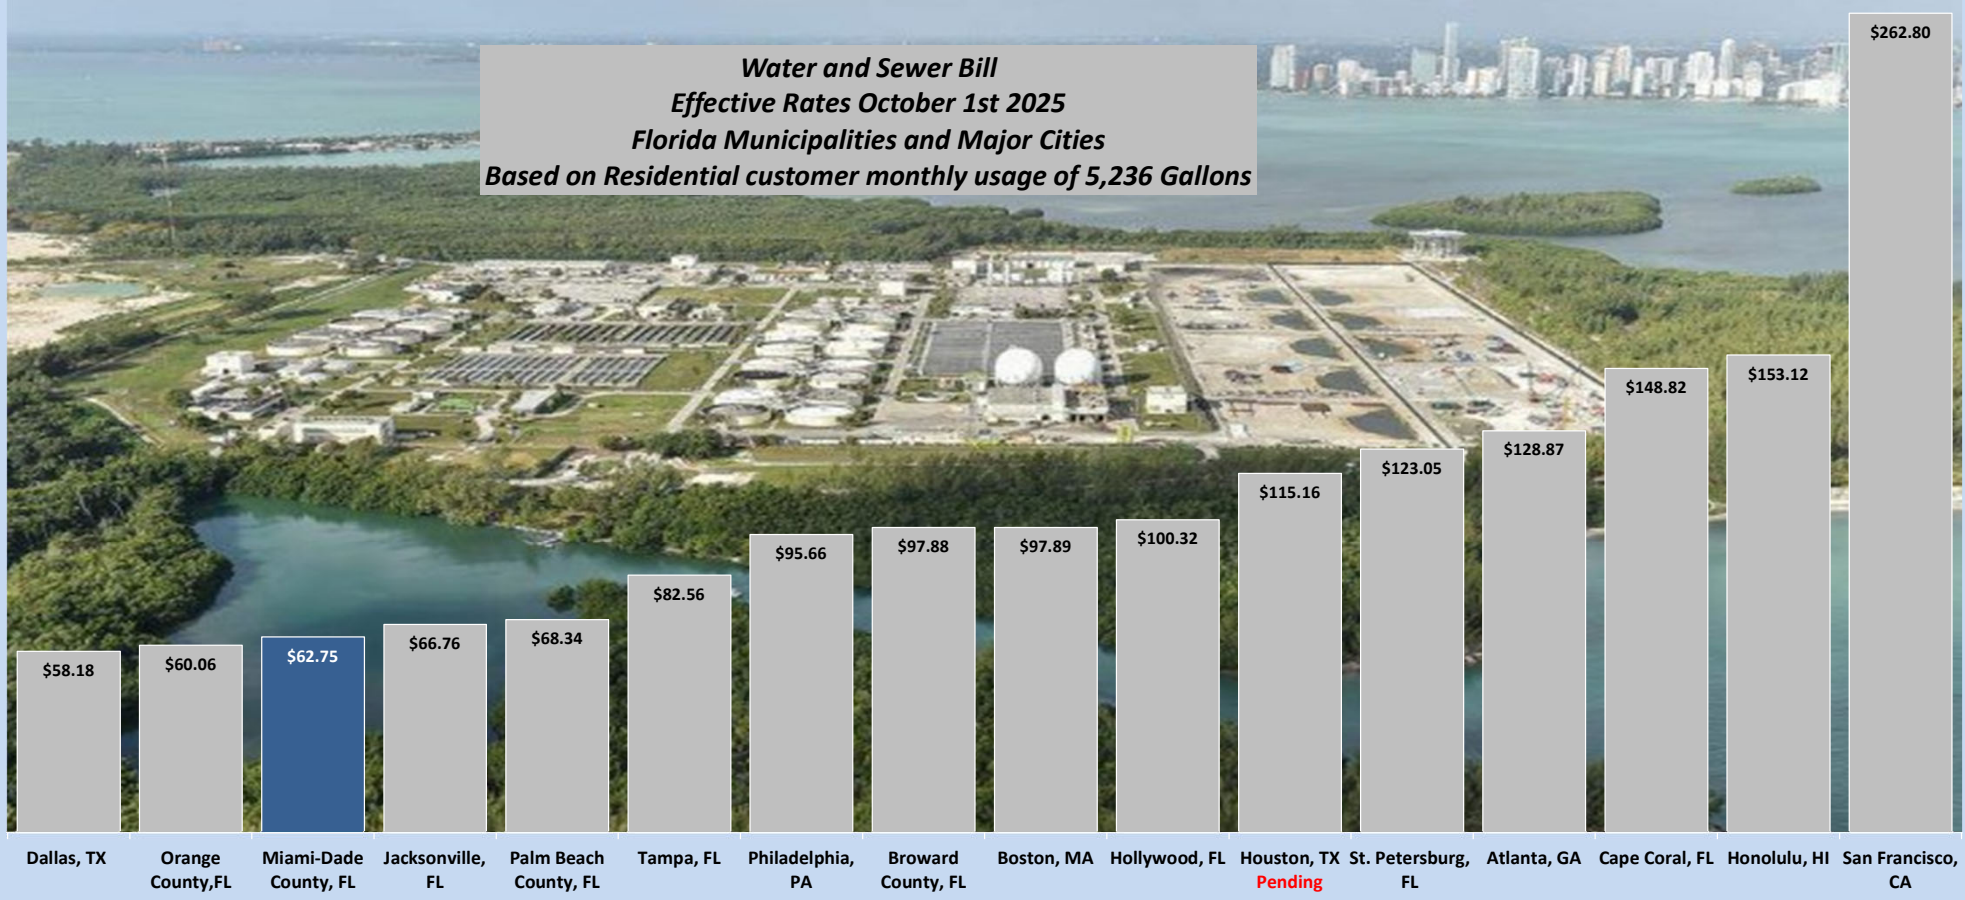 Water and Sewer Bill
Effective Rates October 1st 2025
Florida Municipalities and Major Cities
Based on Residential customer monthly usage of 5,236 Gallons
$58.18
$60.06
$62.75
$66.76
$68.34
$82.56
$95.66
$97.88
$97.89
$100.32
$115.16
$123.05
$128.87
$148.82
$153.12
$262.80
Dallas, TX
Orange
County,FL
Miami-Dade
County, FL
Jacksonville,
FL
Palm Beach
County, FL
Tampa, FL
Philadelphia,
PA
Broward
County, FL
Boston, MA
Hollywood, FL
Houston, TX
Pending
St. Petersburg,
FL
Atlanta, GA
Cape Coral, FL
Honolulu, HI
San Francisco,
CA